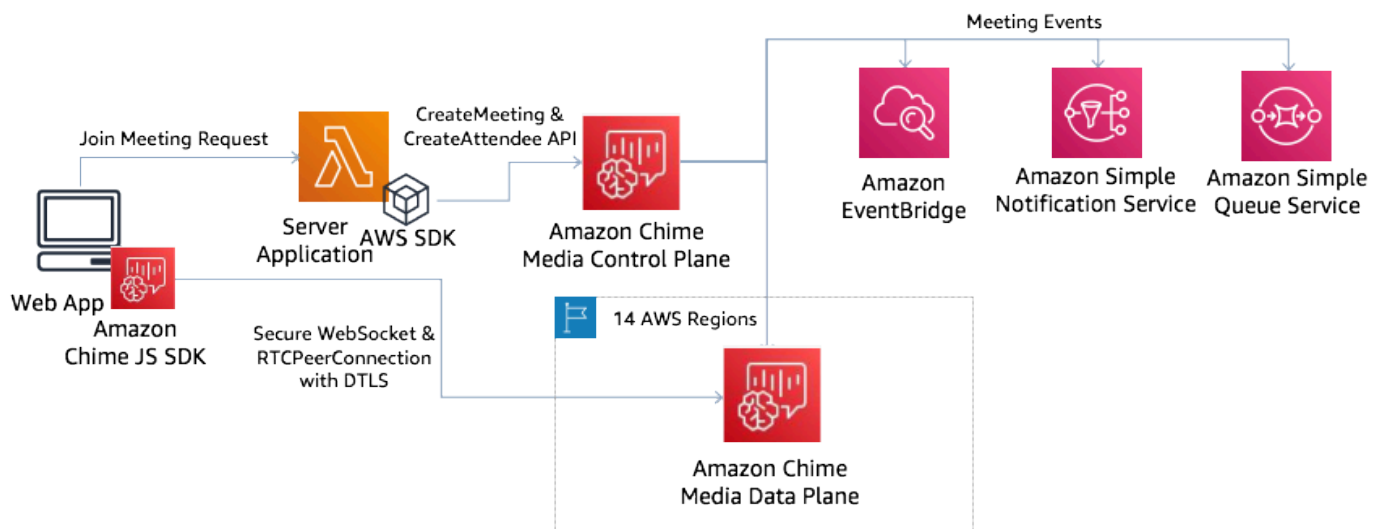 Meeting Events
Join Meeting Request
CreateMeeting &
CreateAttendee API
Server
Application
AWS SDK
Amazon Chime
Media Control Plane
Amazon
EventBridge
Amazon Simple
Notification Service
Amazon Simple
Queue Service
Web App
Amazon
Chime JS SDK
Secure WebSocket &
RTCPeerConnection
with DTLS
14 AWS Regions
Amazon Chime
Media Data Plane